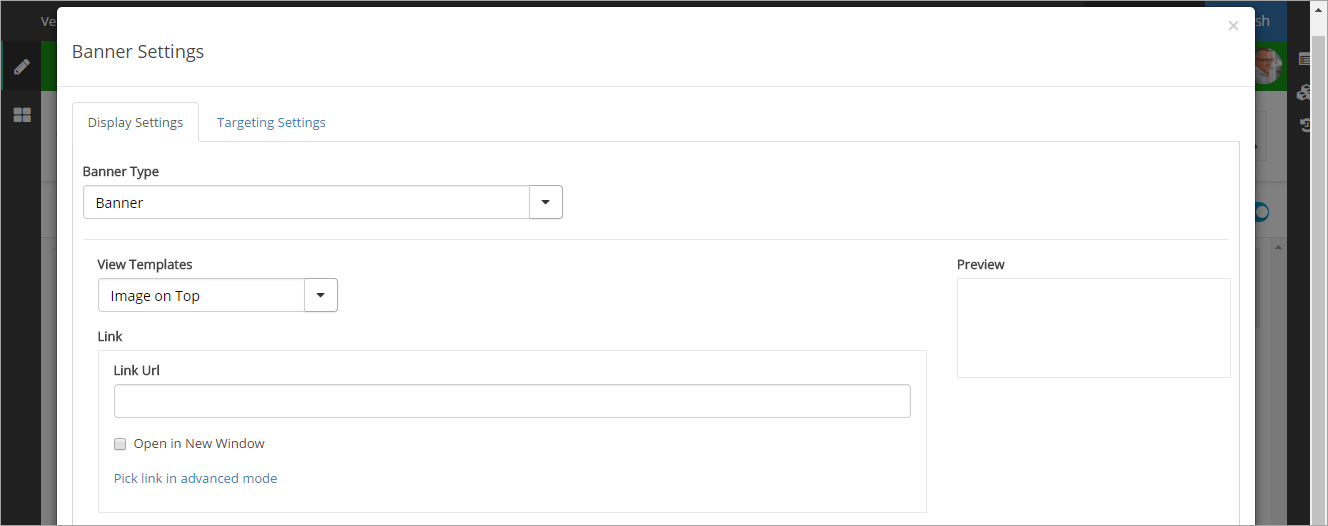 Ve
sh
×
Banner Settings
Display Settings
Targeting Settings
Banner Type
Banner
View Templates
Preview
Image on Top
Link
Link Url
Open in New Window
Pick link in advanced mode